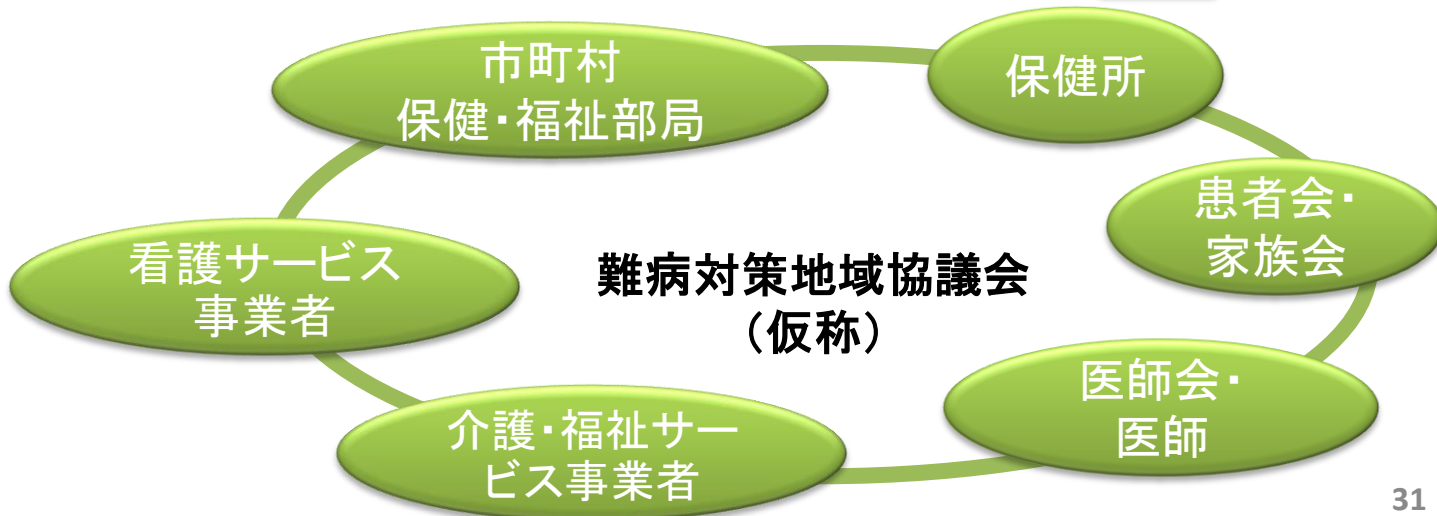 市町村
保健・福祉部局
保健所
患者会・
家族会
看護サービス
事業者
難病対策地域協議会
（仮称）
医師会・
医師
介護・福祉サー
ビス事業者
31